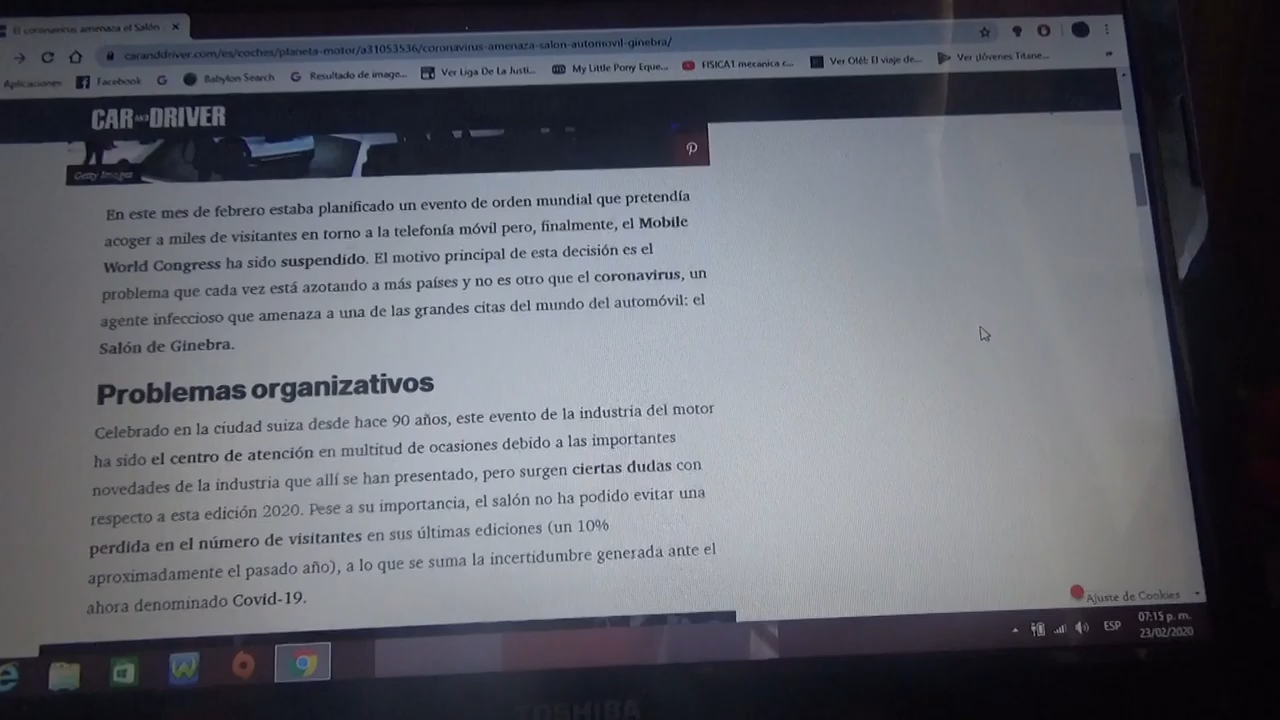 El coronavirus amenaza el Salón
caranddriver.com/es/coches/planeta-motor/a31053536/coronavirus-amenaza-salon-automovil-ginebra/
Aplicaciones Facebook Babylon Search Resultado de image... Ver Liga De La Justi... My Little Pony Eque... FISICA1 mecanica c... Ver Olé!: El viaje de... Ver ¡Jóvenes Titane...
CAR AND DRIVER
Getty Images
En este mes de febrero estaba planificado un evento de orden mundial que pretendía
acoger a miles de visitantes en torno a la telefonía móvil pero, finalmente, el Mobile
World Congress ha sido suspendido. El motivo principal de esta decisión es el
problema que cada vez está azotando a más países y no es otro que el coronavirus, un
agente infeccioso que amenaza a una de las grandes citas del mundo del automóvil: el
Salón de Ginebra.
Problemas organizativos
Celebrado en la ciudad suiza desde hace 90 años, este evento de la industria del motor
ha sido el centro de atención en multitud de ocasiones debido a las importantes
novedades de la industria que allí se han presentado, pero surgen ciertas dudas con
respecto a esta edición 2020. Pese a su importancia, el salón no ha podido evitar una
perdida en el número de visitantes en sus últimas ediciones (un 10%
aproximadamente el pasado año), a lo que se suma la incertidumbre generada ante el
ahora denominado Covid-19.
Ajuste de Cookies
ESP
07:15 p. m.
23/02/2020
TOSHIBA